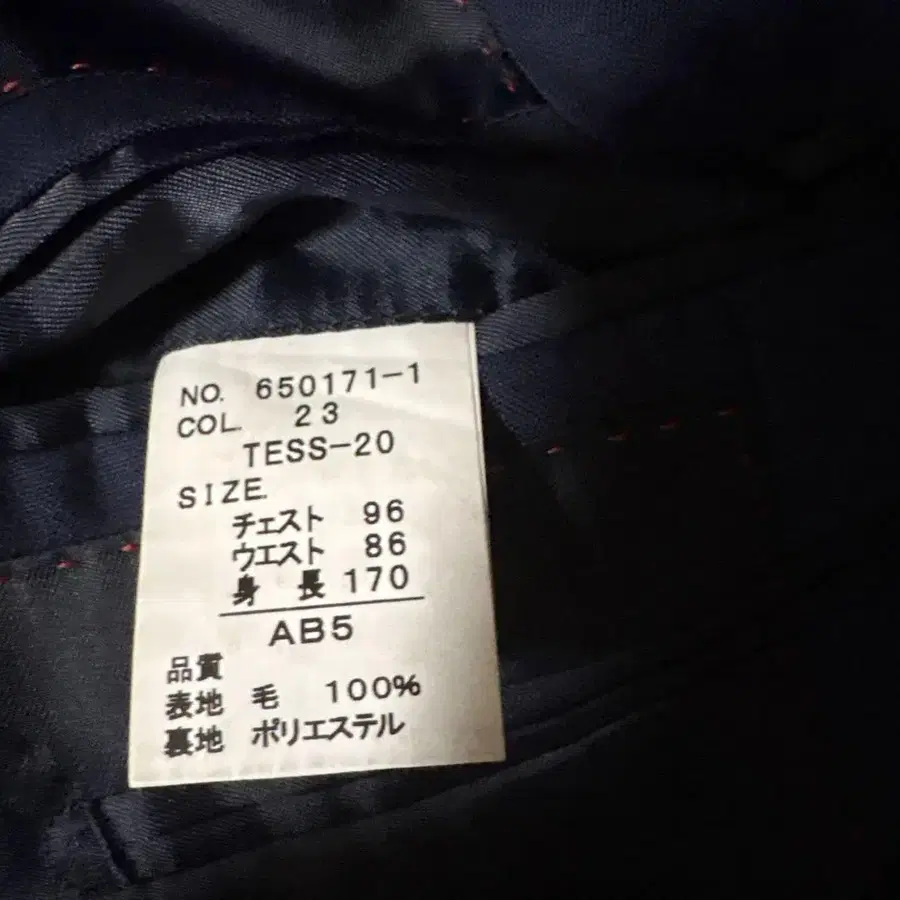 NO. 650171-1
COL. 23
TESS-20
SIZE.
チェスト 96
ウエスト 86
身 長 170
AB5
品質
表地 毛 100%
裏地 ポリエステル